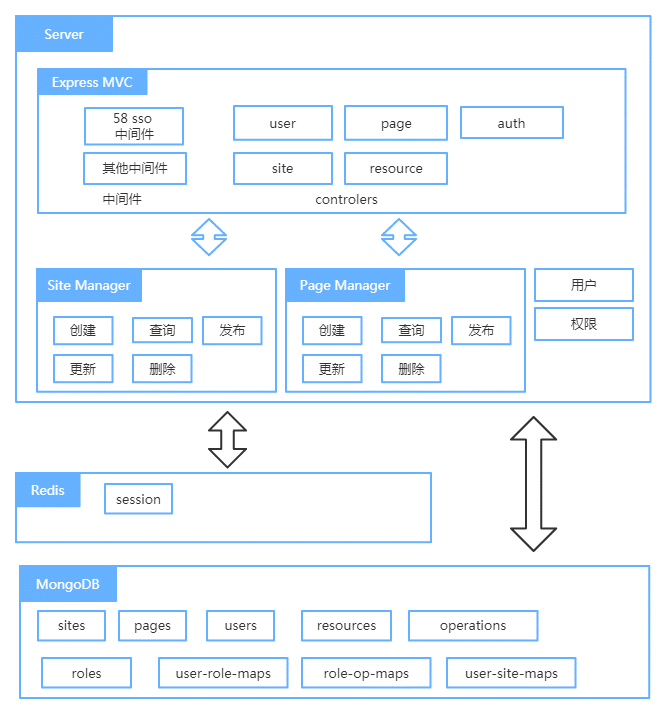 Server
Express MVC
58 sso
中间件
user
page
auth
其他中间件
site
resource
中间件
controlers
Site Manager
创建
查询
发布
更新
删除
Page Manager
创建
查询
发布
更新
删除
用户
权限
Redis
session
MongoDB
sites
pages
users
resources
operations
roles
user-role-maps
role-op-maps
user-site-maps